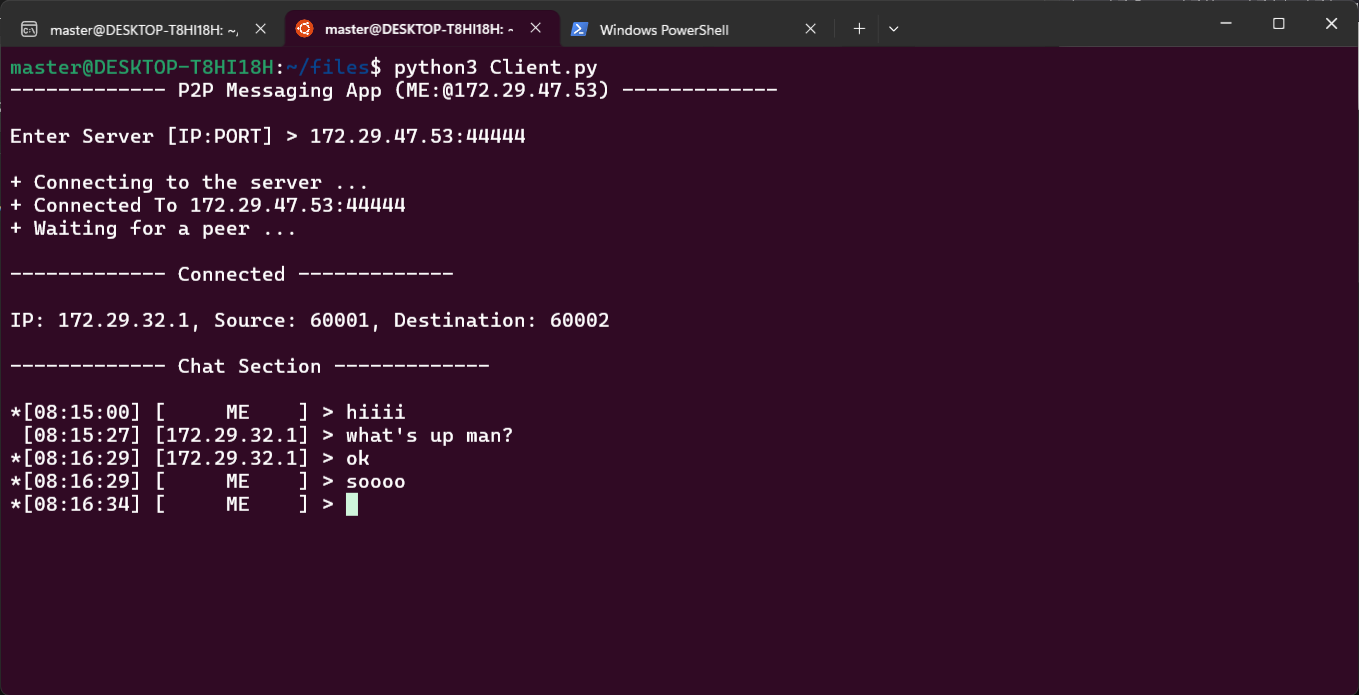 master@DESKTOP-T8HI18H: ~,
master@DESKTOP-T8HI18H: ~
Windows PowerShell
master@DESKTOP-T8HI18H:~/files$ python3 Client.py
------------- P2P Messaging App (ME:@172.29.47.53) -------------
Enter Server [IP:PORT] > 172.29.47.53:44444
+ Connecting to the server ...
+ Connected To 172.29.47.53:44444
+ Waiting for a peer ...
------------- Connected -------------
IP: 172.29.32.1, Source: 60001, Destination: 60002
------------- Chat Section -------------
*[08:15:00] [     ME    ] > hiiii
 [08:15:27] [172.29.32.1] > what's up man?
*[08:16:29] [172.29.32.1] > ok
*[08:16:29] [     ME    ] > soooo
*[08:16:34] [     ME    ] >